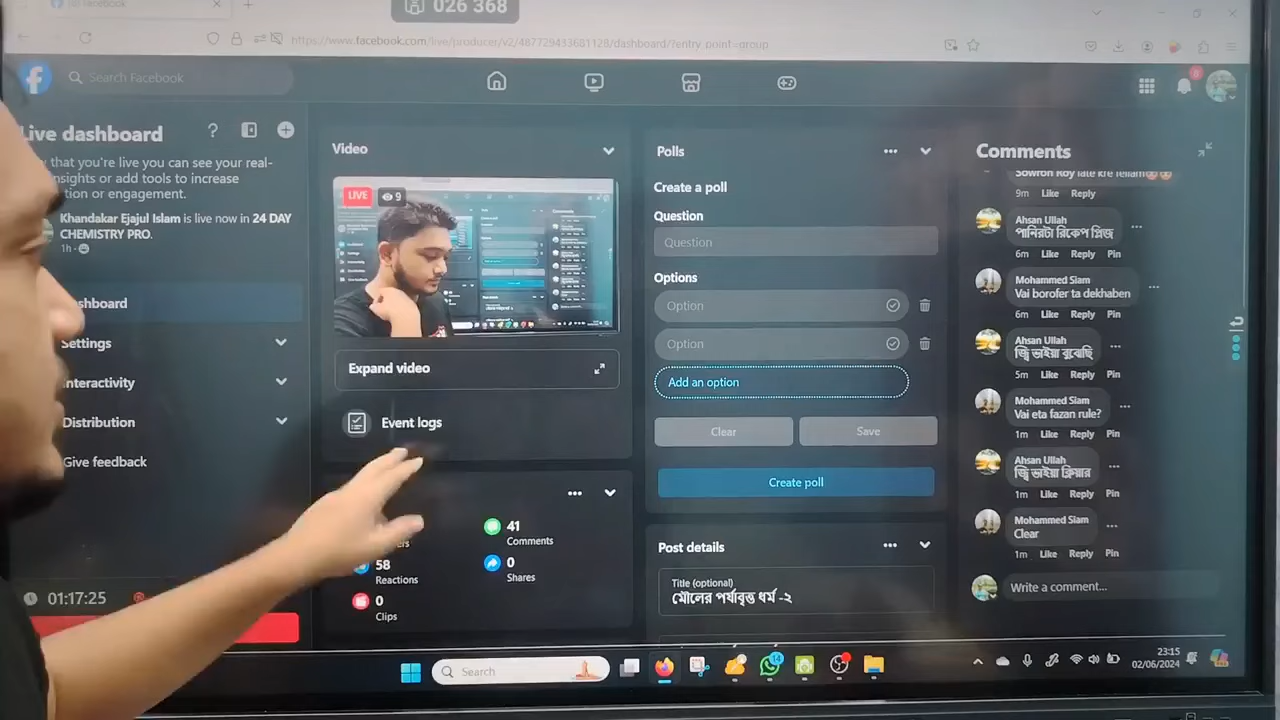 facebook
026 368
https://www.facebook.com/live/producer/v2/487729433681128/dashboard/?entry_point=group
Search Facebook
8
Live dashboard
that you're live you can see your real-
insights or add tools to increase
tion or engagement.
Khandakar Ejajul Islam is live now in 24 DAY
CHEMISTRY PRO.
1h
shboard
Settings
Interactivity
Distribution
Give feedback
01:17:25
Video
LIVE
9
Expand video
Event logs
41
Comments
58
Reactions
0
Shares
0
Clips
Polls
Create a poll
Question
Question
Options
Option
Option
Add an option
Clear
Save
Create poll
Post details
Title (optional)
মৌলের পর্যাবৃত্ত ধর্ম -২
Comments
Sowron Roy late kre fellam
9m Like Reply
Ahsan Ullah
পানিরটা রিকেপ প্লিজ
6m Like Reply Pin
Mohammed Siam
Vai borofer ta dekhaben
6m Like Reply Pin
Ahsan Ullah
জ্বি ভাইয়া বুঝেছি
5m Like Reply Pin
Mohammed Siam
Vai eta fazan rule?
1m Like Reply Pin
Ahsan Ullah
জ্বি ভাইয়া ক্লিয়ার
1m Like Reply Pin
Mohammed Siam
Clear
1m Like Reply Pin
Write a comment...
Search
14
23:15
02/06/2024